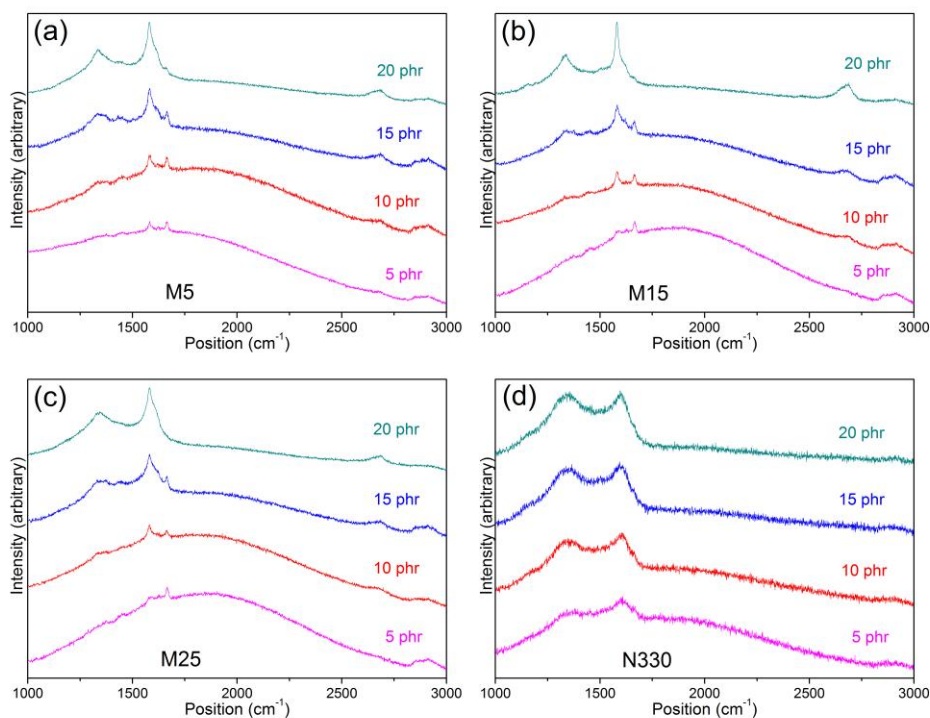 (a)
Intensity (arbitrary)
20 phr
15 phr
10 phr
5 phr
M5
1000 1500 2000 2500 3000
Position (cm⁻¹)
(b)
Intensity (arbitrary)
20 phr
15 phr
10 phr
5 phr
M15
1000 1500 2000 2500 3000
Position (cm⁻¹)
(c)
Intensity (arbitrary)
20 phr
15 phr
10 phr
5 phr
M25
1000 1500 2000 2500 3000
Position (cm⁻¹)
(d)
Intensity (arbitrary)
20 phr
15 phr
10 phr
5 phr
N330
1000 1500 2000 2500 3000
Position (cm⁻¹)